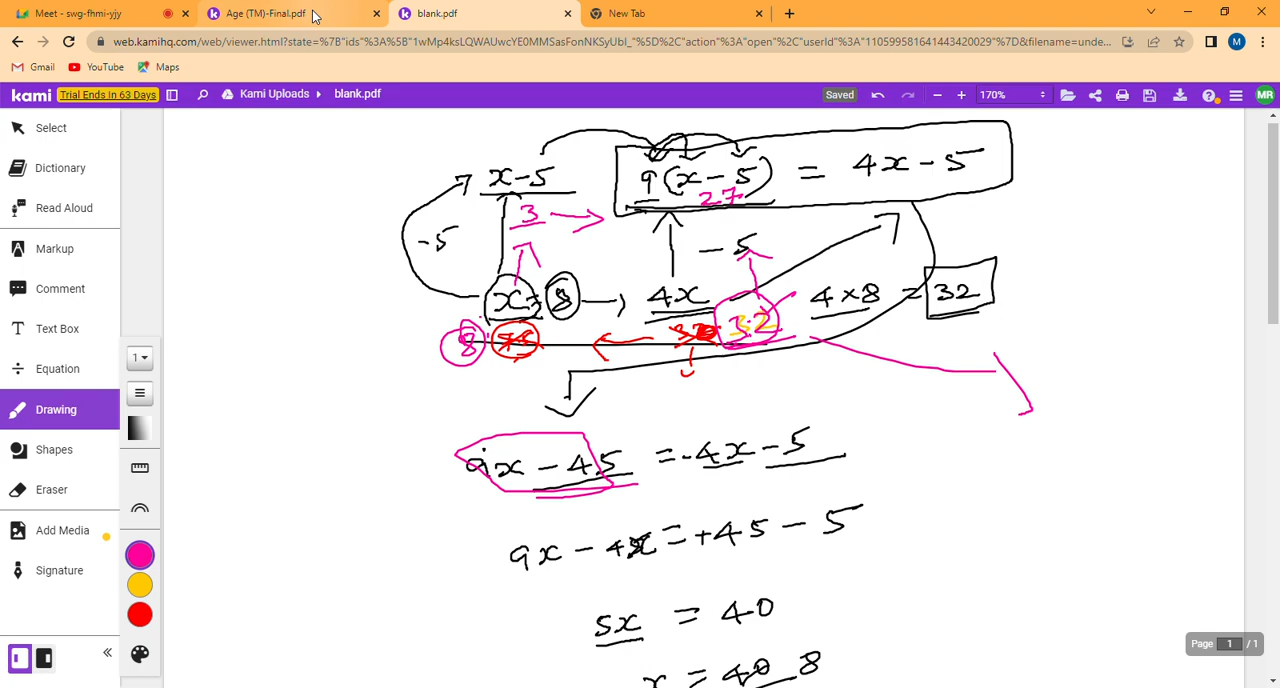 Meet - swg-fhmi-yjy
Age (TM)-Final.pdf
blank.pdf
New Tab
web.kamihq.com/web/viewer.html?state=%7B"ids"%3A%5B"1wMp4ksLQWAUwcYE0MMSasFonNKSyUbI_"%5D%2C"action"%3A"open"%2C"userId"%3A"110599581641443420029"%7D&filename=unde...
Gmail YouTube Maps
kami Trial Ends In 63 Days Kami Uploads blank.pdf Saved 170% MR
Select
Dictionary
Read Aloud
Markup
Comment
Text Box
Equation
Drawing
Shapes
Eraser
Add Media
Signature
1
x-5 9(x-5) = 4x-5
3 27
-5 -5
x=8 4x 4×8 = 32
8 32
9x-45 = 4x-5
9x-4x=+45-5
5x = 40
x = 40 8
Page 1 / 1